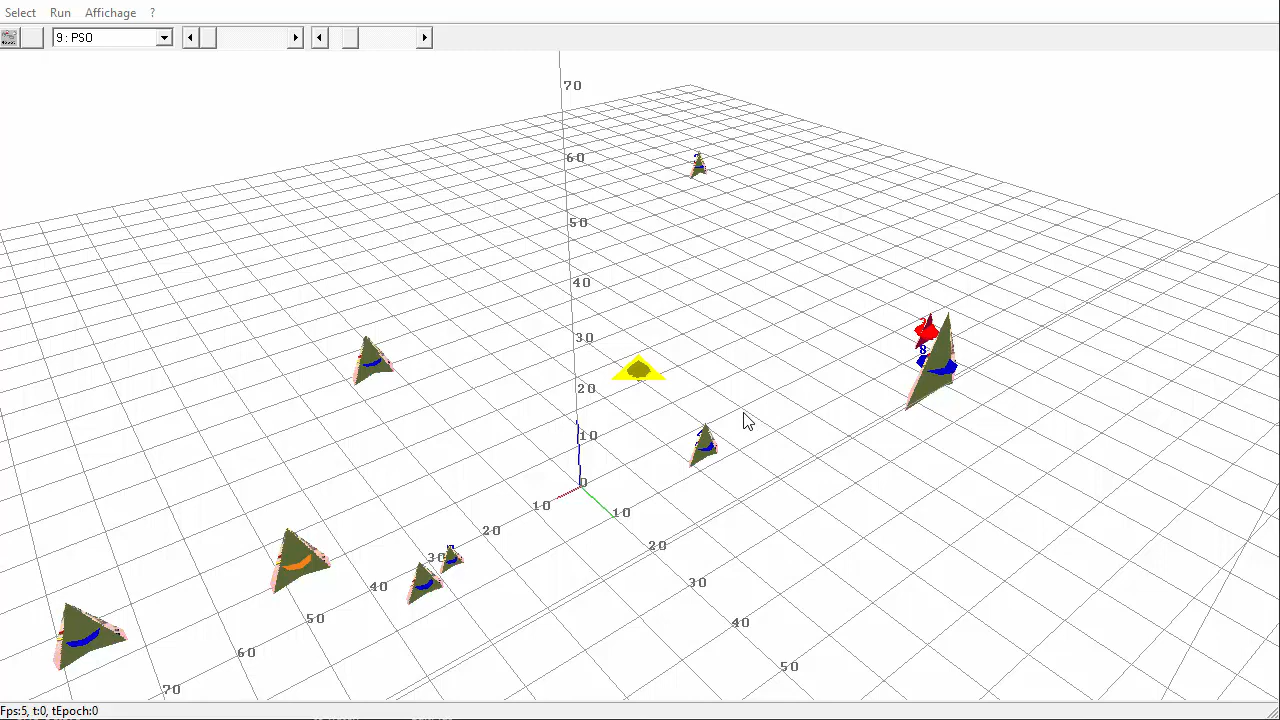 Select Run Affichage ?
9 : PSO
70
60
50
40
30
20
10
0
10 20 30 40 50 60 70
10 20 30 40 50
8
Fps:5, t:0, tEpoch:0